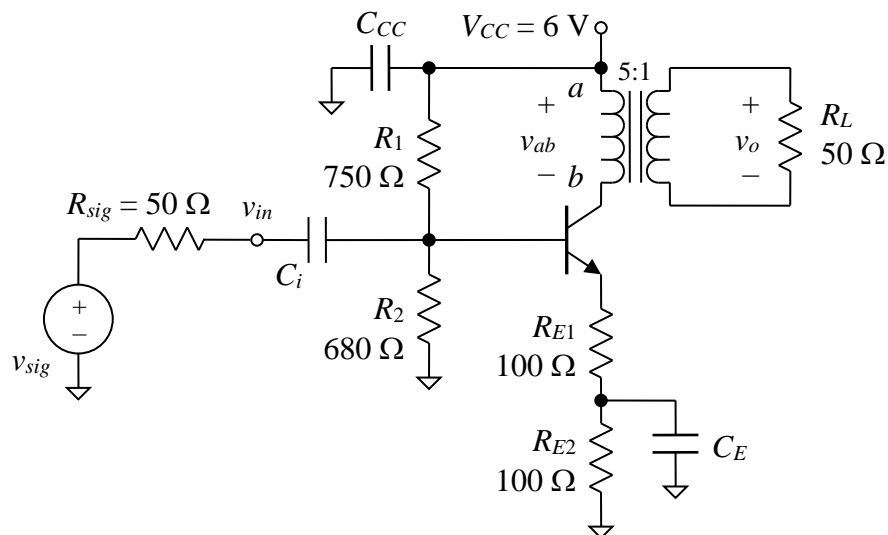 C_CC
V_CC = 6 V
5:1
a
+
v_ab
−
b
+
v_o
−
R_L
50 Ω
R_1
750 Ω
R_sig = 50 Ω
v_in
C_i
+
−
v_sig
R_2
680 Ω
R_E1
100 Ω
R_E2
100 Ω
C_E